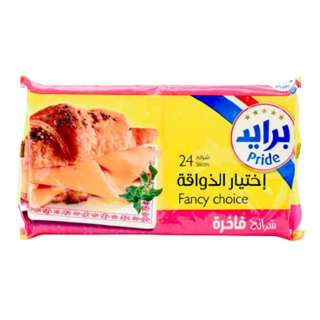 برايد
Pride
24 شرائح
Slices
إختيار الذواقة
Fancy choice
شرائح فاخرة